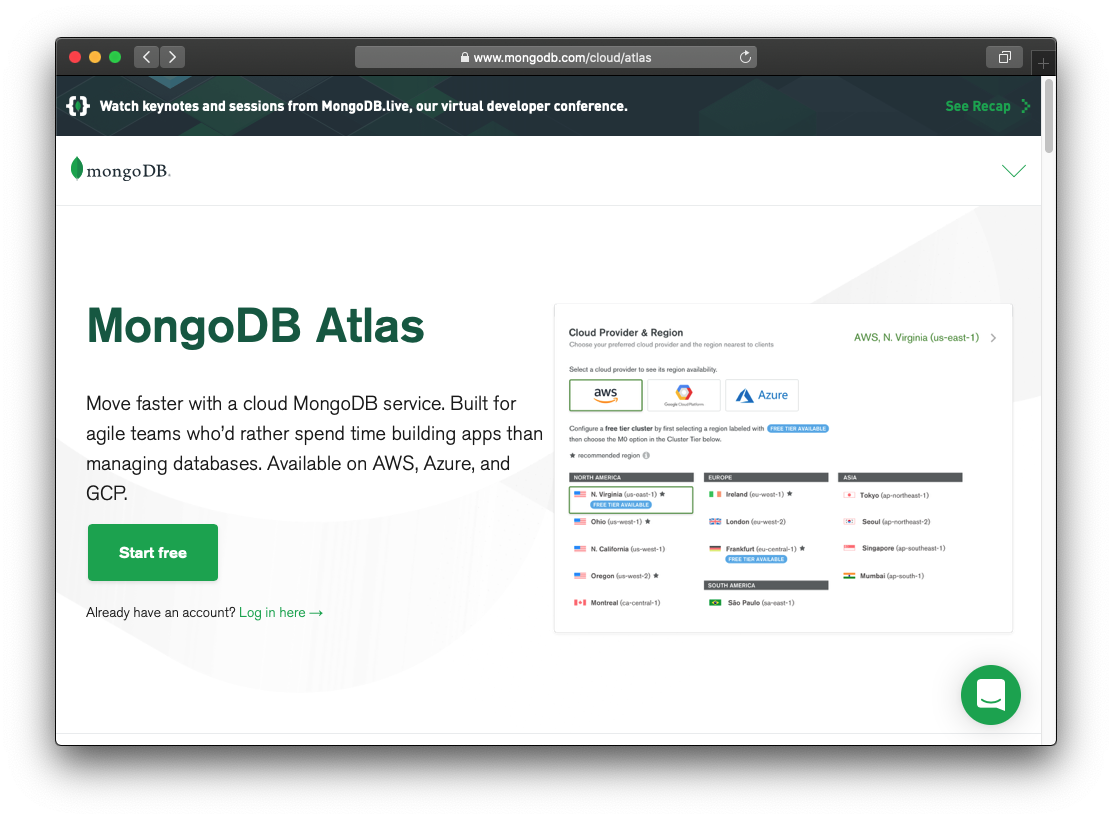 www.mongodb.com/cloud/atlas
Watch keynotes and sessions from MongoDB.live, our virtual developer conference.
See Recap
mongoDB.
MongoDB Atlas
Move faster with a cloud MongoDB service. Built for
agile teams who'd rather spend time building apps than
managing databases. Available on AWS, Azure, and
GCP.
Start free
Already have an account? Log in here →
Cloud Provider & Region
Choose your preferred cloud provider and the region nearest to clients
AWS, N. Virginia (us-east-1)
Select a cloud provider to see its region availability.
aws
Google Cloud Platform
Azure
Configure a free tier cluster by first selecting a region labeled with FREE TIER AVAILABLE
then choose the M0 option in the Cluster Tier below.
★ recommended region
NORTH AMERICA
N. Virginia (us-east-1) ★
FREE TIER AVAILABLE
Ohio (us-west-1) ★
N. California (us-west-1)
Oregon (us-west-2) ★
Montreal (ca-central-1)
EUROPE
Ireland (eu-west-1) ★
London (eu-west-2)
Frankfurt (eu-central-1) ★
FREE TIER AVAILABLE
SOUTH AMERICA
São Paulo (sa-east-1)
ASIA
Tokyo (ap-northeast-1)
Seoul (ap-northeast-2)
Singapore (ap-southeast-1)
Mumbai (ap-south-1)